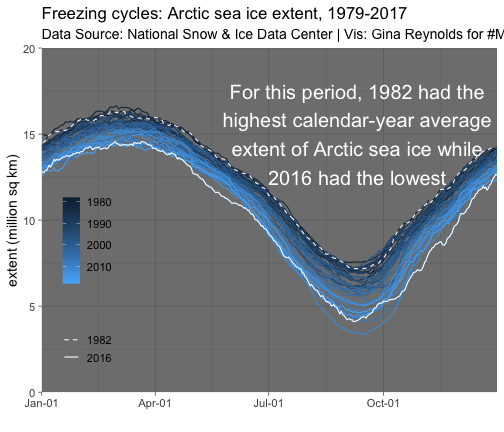 Freezing cycles: Arctic sea ice extent, 1979-2017
Data Source: National Snow & Ice Data Center | Vis: Gina Reynolds for #M
20
15
10
5
0
extent (million sq km)
For this period, 1982 had the
highest calendar-year average
extent of Arctic sea ice while
2016 had the lowest.
1980
1990
2000
2010
1982
2016
Jan-01
Apr-01
Jul-01
Oct-01